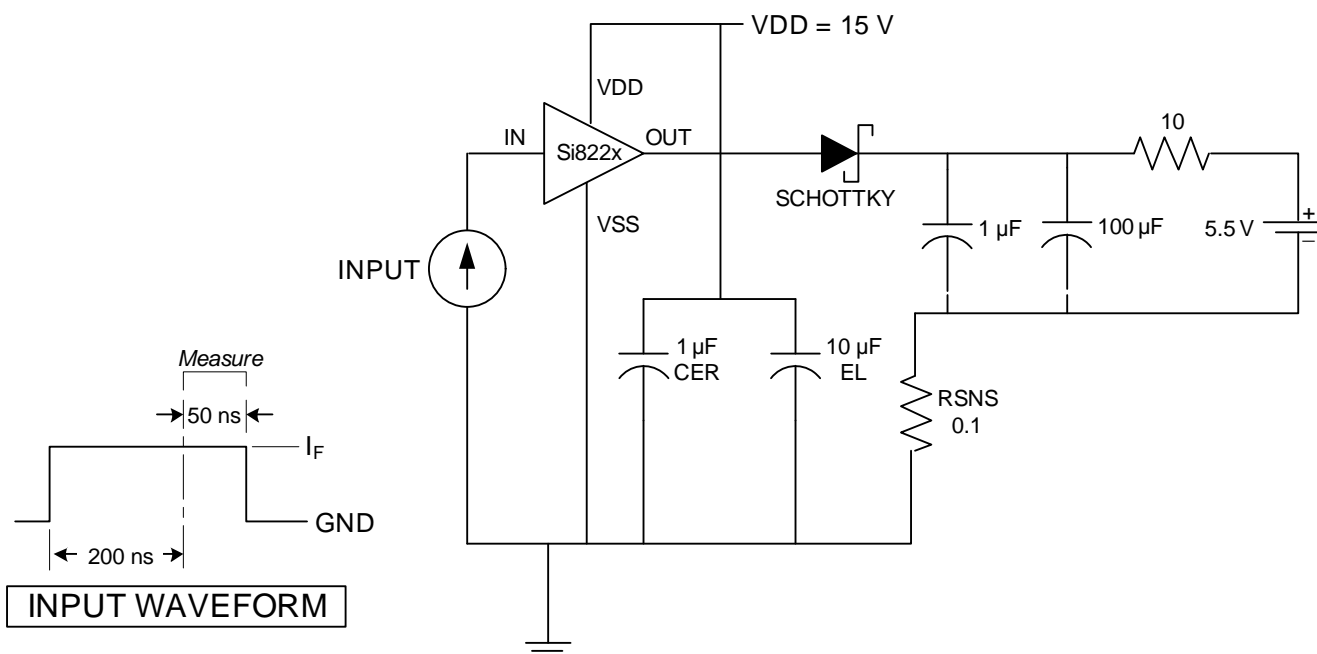 VDD = 15 V
VDD
10
IN
OUT
Si822x
SCHOTTKY
VSS
1 µF
100 µF
5.5 V
+
–
INPUT
1 µF
CER
10 µF
EL
RSNS
0.1
Measure
50 ns
IF
GND
200 ns
INPUT WAVEFORM